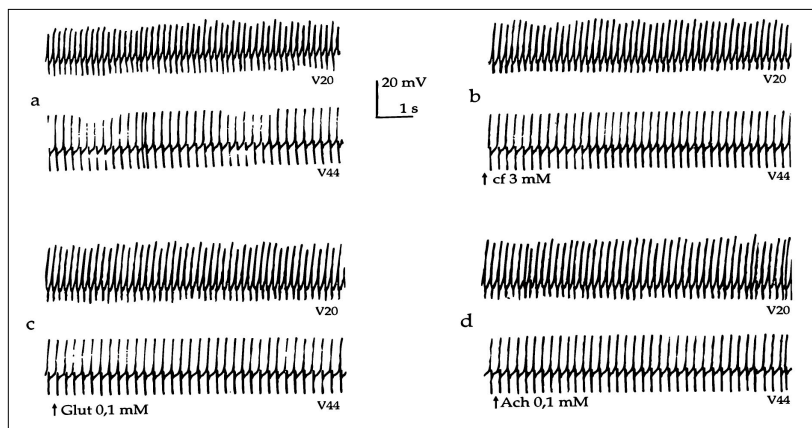 V20
a
V44
20 mV
1 s
V20
b
V44
↑ cf 3 mM
V20
c
V44
↑ Glut 0,1 mM
V20
d
V44
↑ Ach 0,1 mM